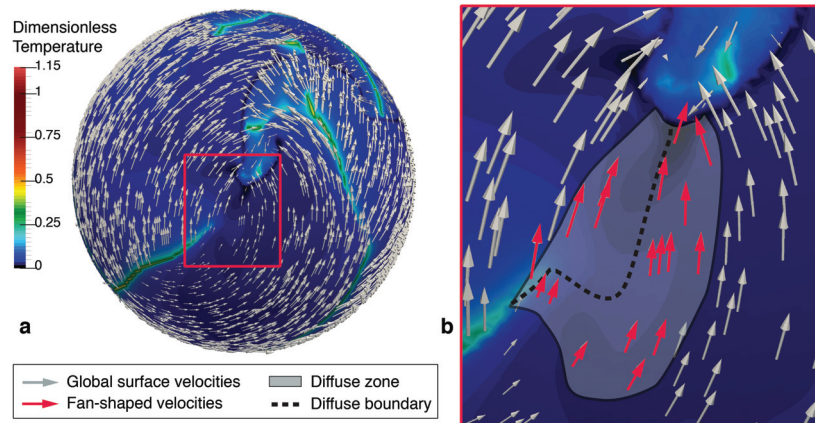 Dimensionless
Temperature
1.15
1
0.75
0.5
0.25
0
a
b
Global surface velocities
Diffuse zone
Fan-shaped velocities
Diffuse boundary